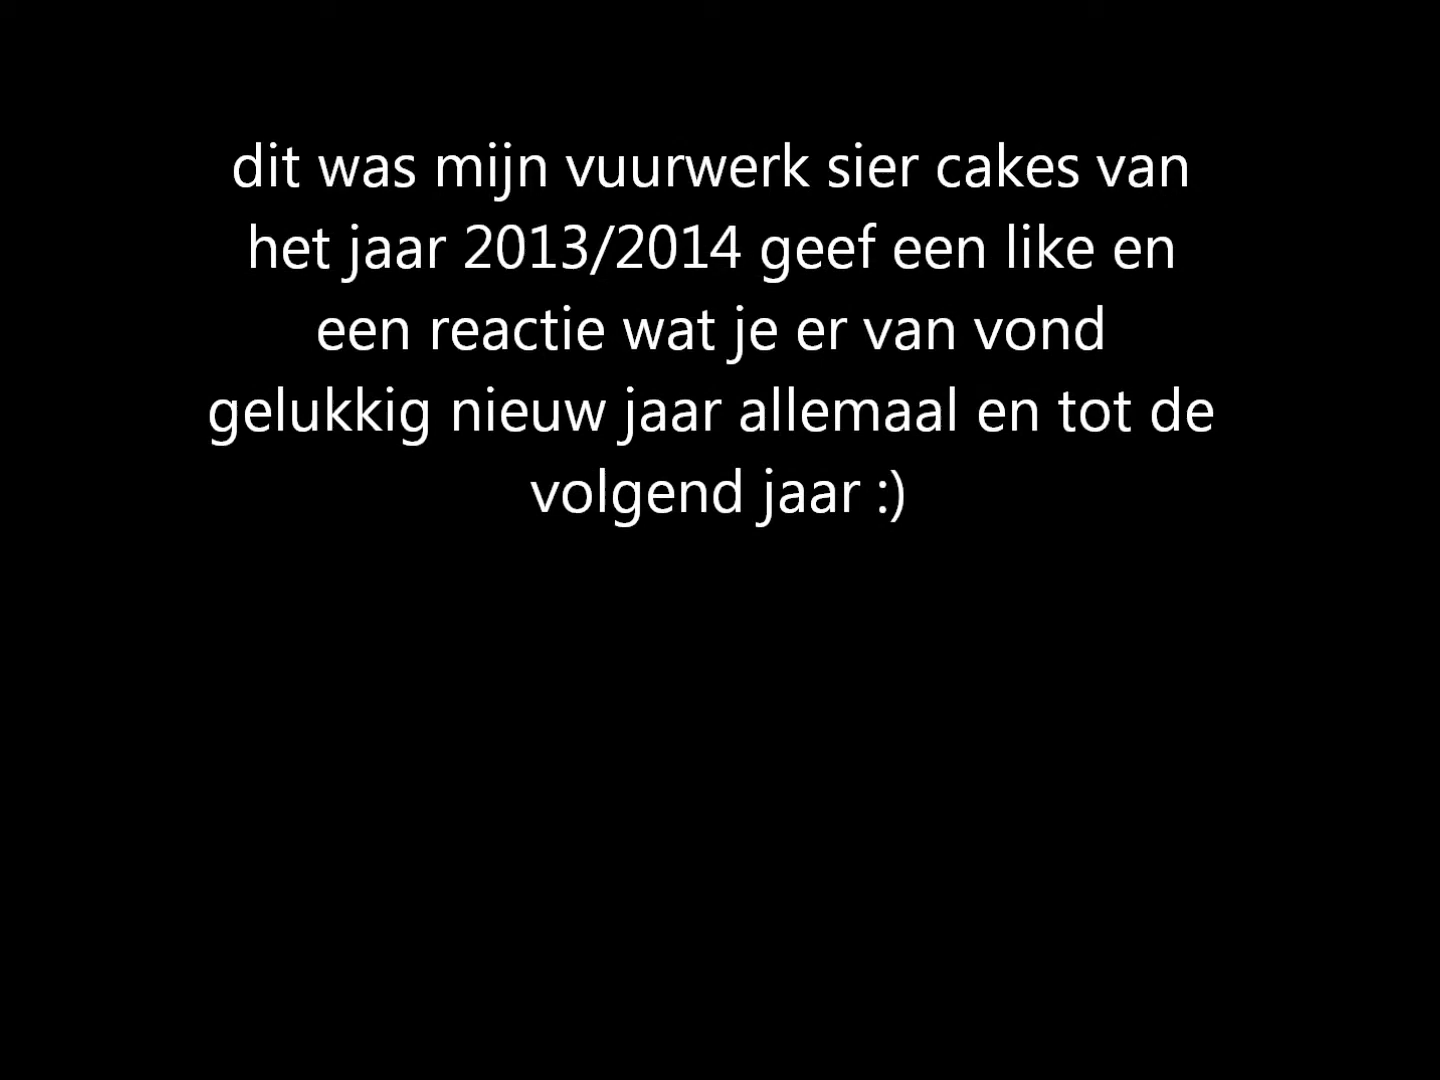 dit was mijn vuurwerk sier cakes van
het jaar 2013/2014 geef een like en
een reactie wat je er van vond
gelukkig nieuw jaar allemaal en tot de
volgend jaar :)